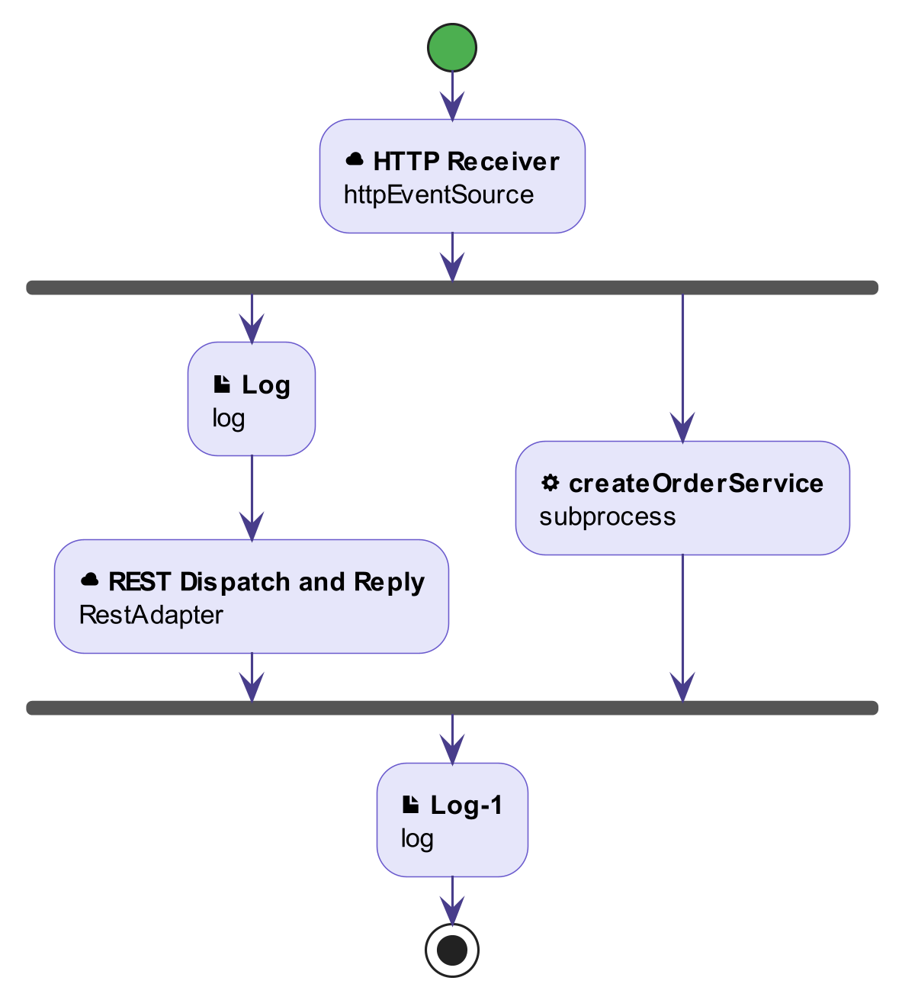 HTTP Receiver
httpEventSource
Log
log
createOrderService
subprocess
REST Dispatch and Reply
RestAdapter
Log-1
log